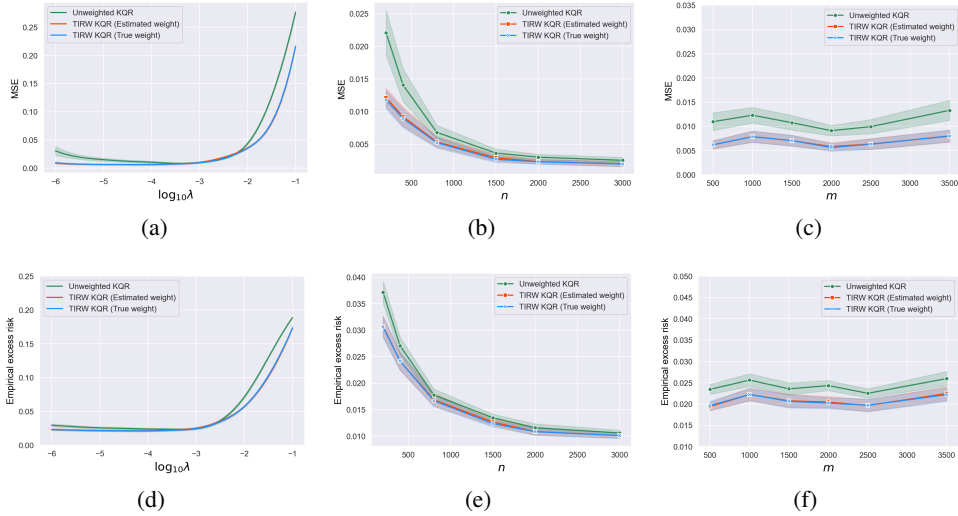 Unweighted KQR
TIRW KQR (Estimated weight)
TIRW KQR (True weight)
MSE
0.25
0.20
0.15
0.10
0.05
0.00
−6 −5 −4 −3 −2 −1
log₁₀λ
(a)
Unweighted KQR
TIRW KQR (Estimated weight)
TIRW KQR (True weight)
MSE
0.025
0.020
0.015
0.010
0.005
500 1000 1500 2000 2500 3000
n
(b)
Unweighted KQR
TIRW KQR (Estimated weight)
TIRW KQR (True weight)
MSE
0.035
0.030
0.025
0.020
0.015
0.010
0.005
0.000
500 1000 1500 2000 2500 3000 3500
m
(c)
Unweighted KQR
TIRW KQR (Estimated weight)
TIRW KQR (True weight)
Empirical excess risk
0.25
0.20
0.15
0.10
0.05
0.00
−6 −5 −4 −3 −2 −1
log₁₀λ
(d)
Unweighted KQR
TIRW KQR (Estimated weight)
TIRW KQR (True weight)
Empirical excess risk
0.040
0.035
0.030
0.025
0.020
0.015
0.010
500 1000 1500 2000 2500 3000
n
(e)
Unweighted KQR
TIRW KQR (Estimated weight)
TIRW KQR (True weight)
Empirical excess risk
0.050
0.045
0.040
0.035
0.030
0.025
0.020
0.015
0.010
500 1000 1500 2000 2500 3000 3500
m
(f)